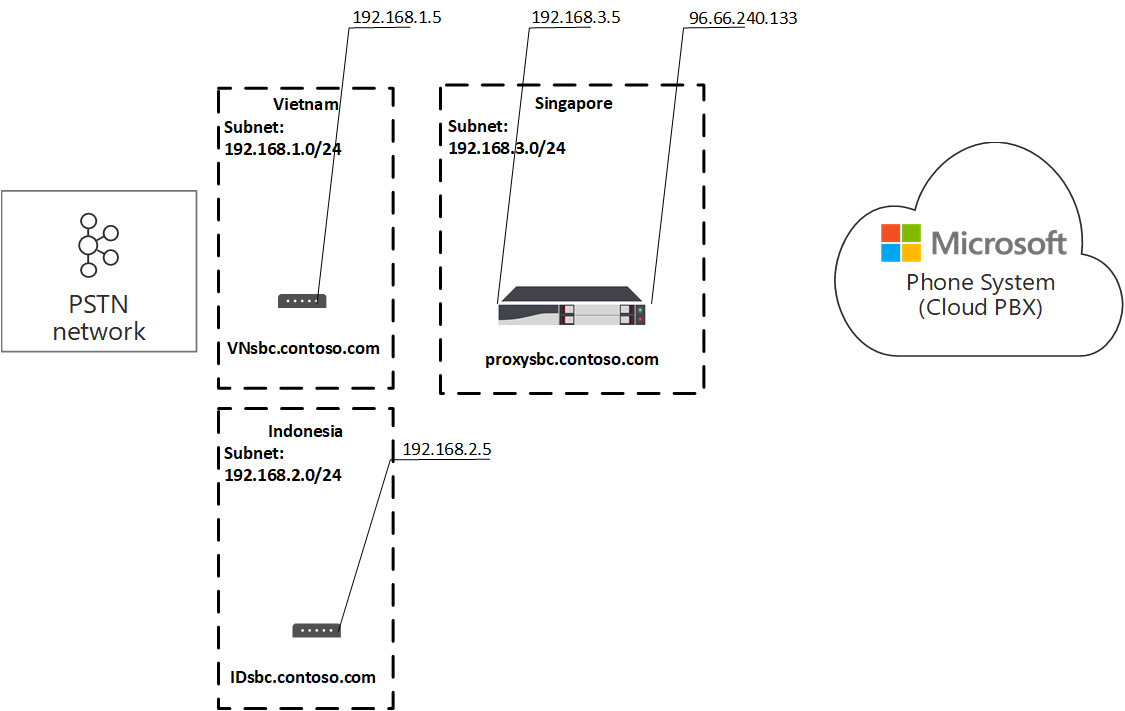 192.168.1.5
192.168.3.5
96.66.240.133
Vietnam
Subnet:
192.168.1.0/24
VNsbc.contoso.com
Singapore
Subnet:
192.168.3.0/24
proxysbc.contoso.com
PSTN
network
Microsoft
Phone System
(Cloud PBX)
Indonesia
Subnet:
192.168.2.0/24
192.168.2.5
IDsbc.contoso.com